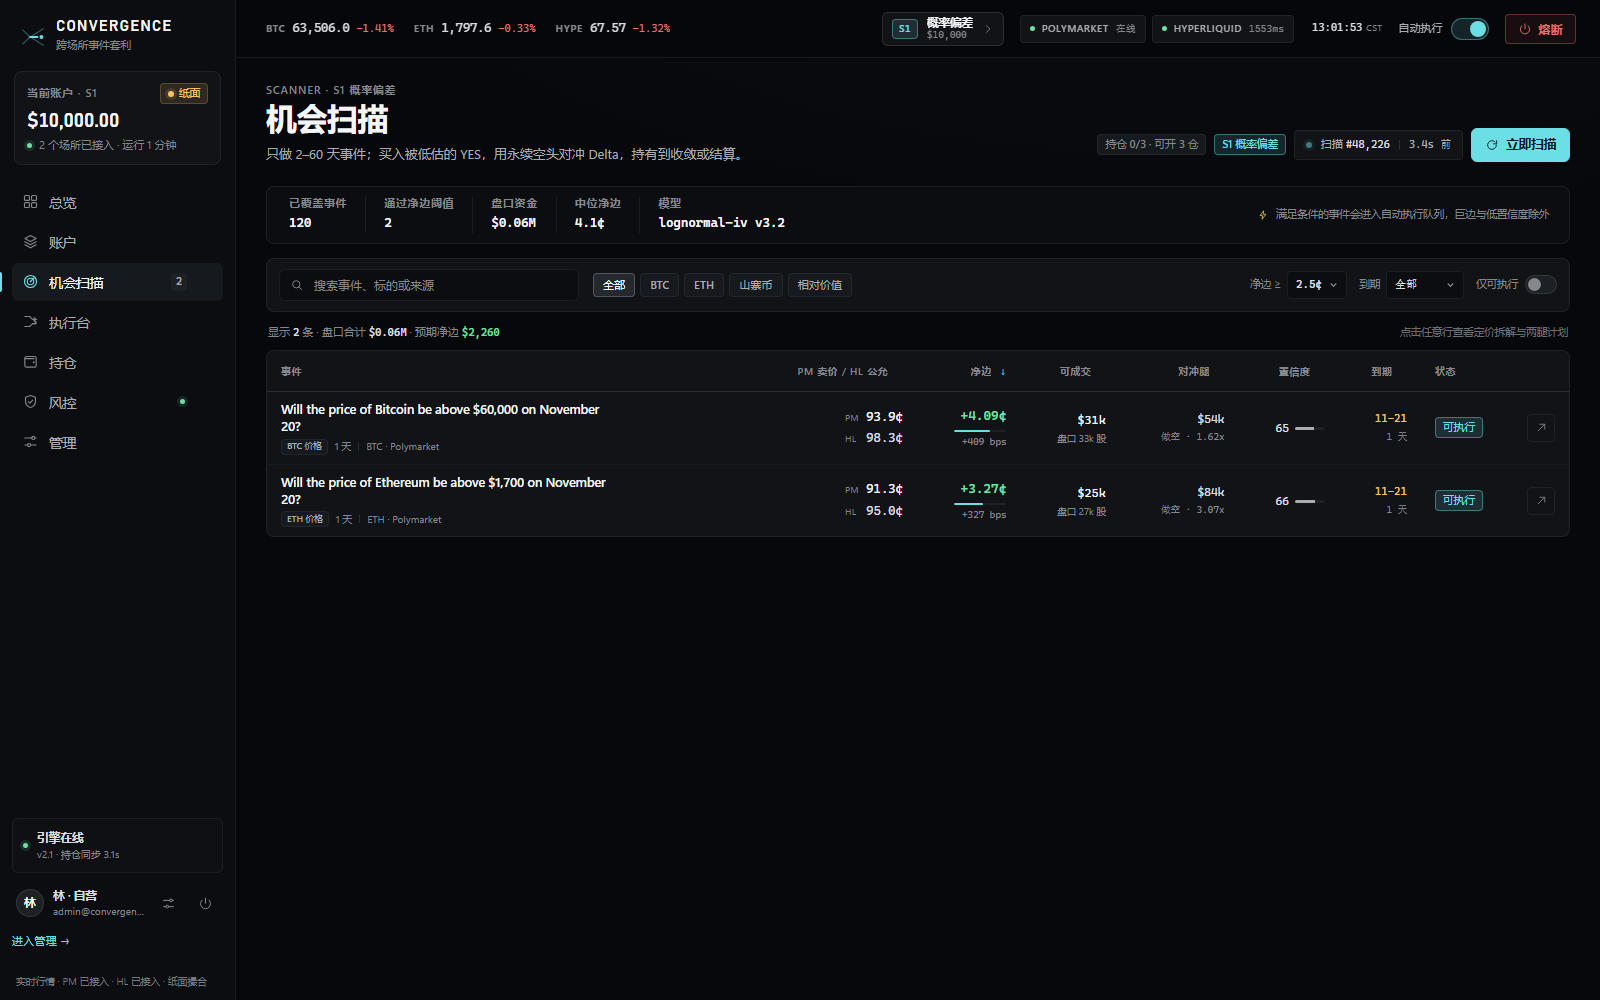 CONVERGENCE
跨场所事件套利
当前账户 · S1
纸面
$10,000.00
2 个场所已接入 · 运行 1 分钟
总览
账户
机会扫描
2
执行台
持仓
风控
管理
引擎在线
v2.1 · 持仓同步 3.1s
林
林 · 自营
admin@convergen...
进入管理 →
实时行情 · PM 已接入 · HL 已接入 · 纸面撮合
BTC 63,506.0 −1.41%
ETH 1,797.6 −0.33%
HYPE 67.57 −1.32%
S1
概率偏差
$10,000
POLYMARKET 在线
HYPERLIQUID 1553ms
13:01:53 CST
自动执行
熔断
SCANNER · S1 概率偏差
机会扫描
只做 2–60 天事件；买入被低估的 YES，用永续空头对冲 Delta，持有到收敛或结算。
持仓 0/3 · 可开 3 仓
S1 概率偏差
扫描 #48,226
3.4s 前
立即扫描
已覆盖事件
120
通过净边阈值
2
盘口资金
$0.06M
中位净边
4.1¢
模型
lognormal-iv v3.2
满足条件的事件会进入自动执行队列，巨边与低置信度除外
搜索事件、标的或来源
全部
BTC
ETH
山寨币
相对价值
净边 ≥ 2.5¢
到期 全部
仅可执行
显示 2 条 · 盘口合计 $0.06M · 预期净边 $2,260
点击任意行查看定价拆解与两腿计划
事件
PM 卖价 / HL 公允
净边 ↓
可成交
对冲腿
置信度
到期
状态
Will the price of Bitcoin be above $60,000 on November
20?
BTC 价格 1 天 BTC · Polymarket
PM 93.9¢
HL 98.3¢
+4.09¢
+409 bps
$31k
盘口 33k 股
$54k
做空 · 1.62x
65
11−21
1 天
可执行
Will the price of Ethereum be above $1,700 on November
20?
ETH 价格 1 天 ETH · Polymarket
PM 91.3¢
HL 95.0¢
+3.27¢
+327 bps
$25k
盘口 27k 股
$84k
做空 · 3.07x
66
11−21
1 天
可执行